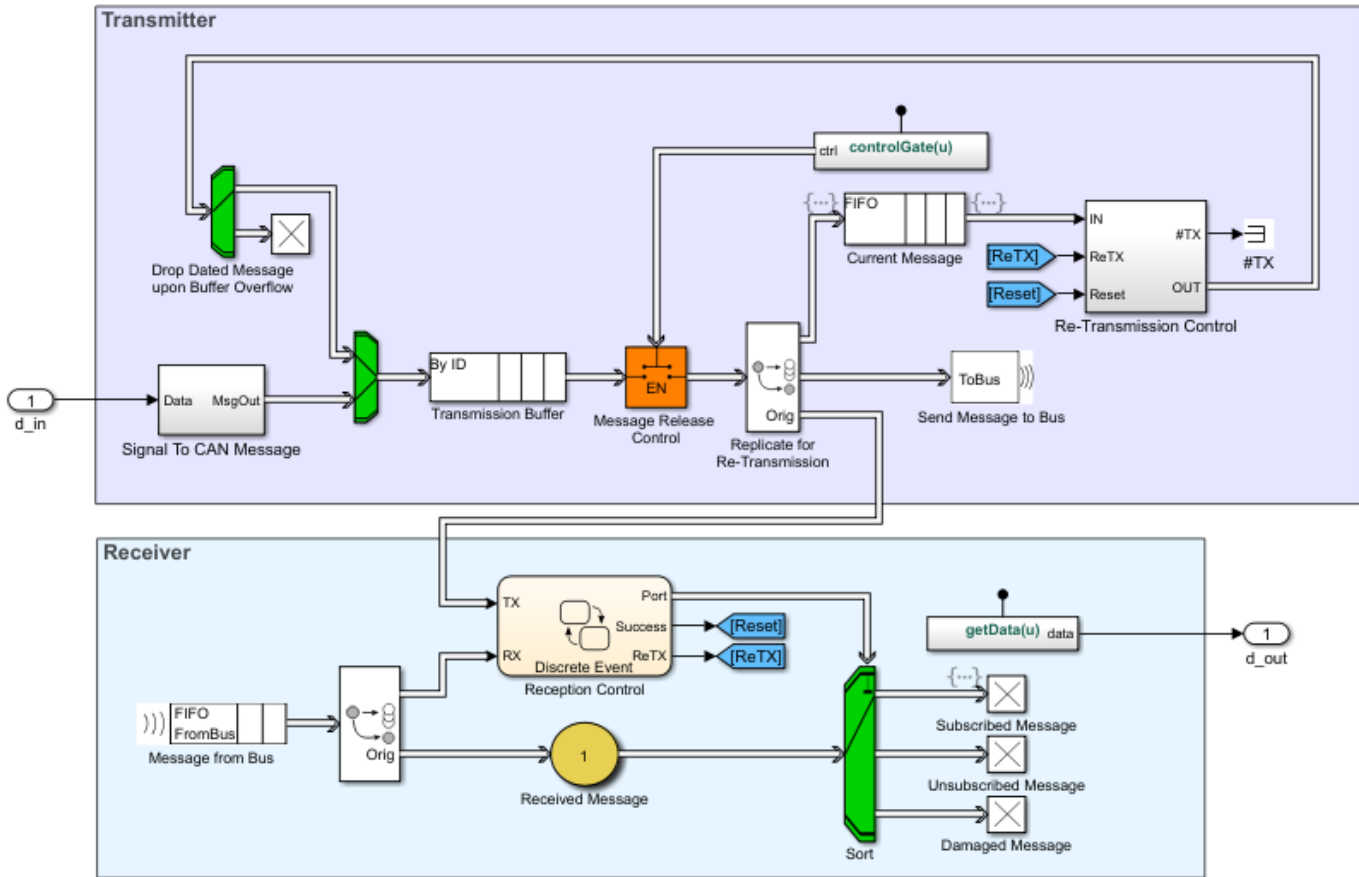 Transmitter
ctrl
controlGate(u)
{...}
FIFO
{...}
Current Message
IN
#TX
[ReTX]
ReTX
#TX
[Reset]
Reset
OUT
Re-Transmission Control
Drop Dated Message
upon Buffer Overflow
1
d_in
Data
MsgOut
Signal To CAN Message
By ID
Transmission Buffer
EN
Message Release
Control
Orig
Replicate for
Re-Transmission
ToBus
Send Message to Bus
Receiver
TX
Port
Success
[Reset]
RX
ReTX
[ReTX]
Discrete Event
Reception Control
getData(u)
data
1
d_out
FIFO
FromBus
Message from Bus
Orig
1
Received Message
Sort
{...}
Subscribed Message
Unsubscribed Message
Damaged Message